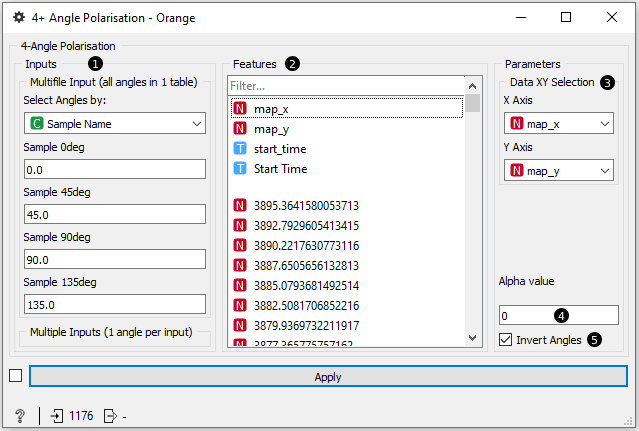 4+ Angle Polarisation - Orange
4-Angle Polarisation
Inputs 1
Multifile Input (all angles in 1 table)
Select Angles by:
C Sample Name
Sample 0deg
0.0
Sample 45deg
45.0
Sample 90deg
90.0
Sample 135deg
135.0
Multiple Inputs (1 angle per input)
Features 2
Filter...
N map_x
N map_y
T start_time
T Start Time
N 3895.3641580053713
N 3892.7929605413415
N 3890.2217630773116
N 3887.6505656132813
N 3885.0793681492514
N 3882.5081706852216
N 3879.9369732211917
N 3877.365775757162
Parameters
Data XY Selection 3
X Axis
N map_x
Y Axis
N map_y
Alpha value
0 4
Invert Angles 5
Apply
? 1176 -